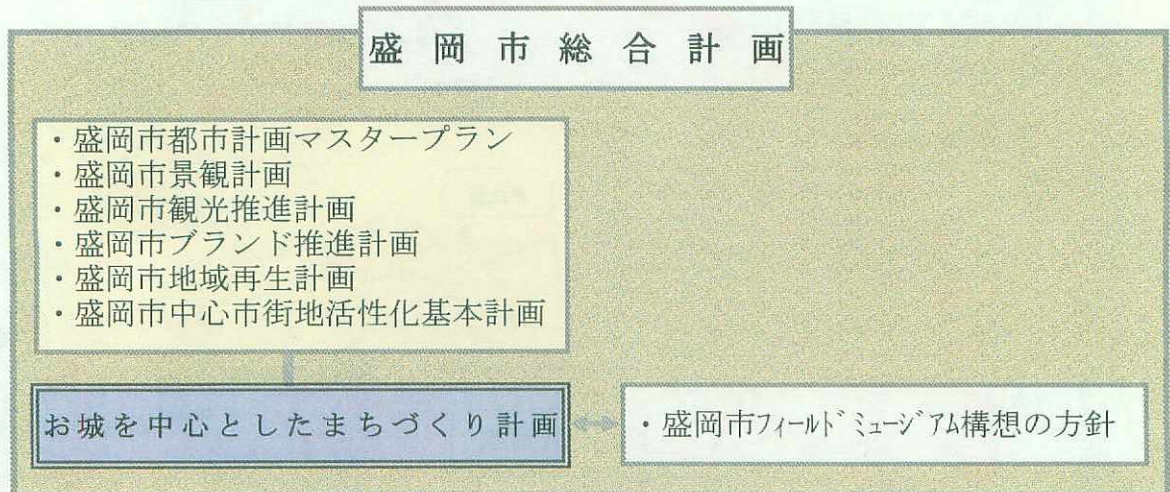 盛岡市総合計画
・盛岡市都市計画マスタープラン
・盛岡市景観計画
・盛岡市観光推進計画
・盛岡市ブランド推進計画
・盛岡市地域再生計画
・盛岡市中心市街地活性化基本計画
お城を中心としたまちづくり計画
・盛岡市ﾌｨｰﾙﾄﾞﾐｭｰｼﾞｱﾑ構想の方針